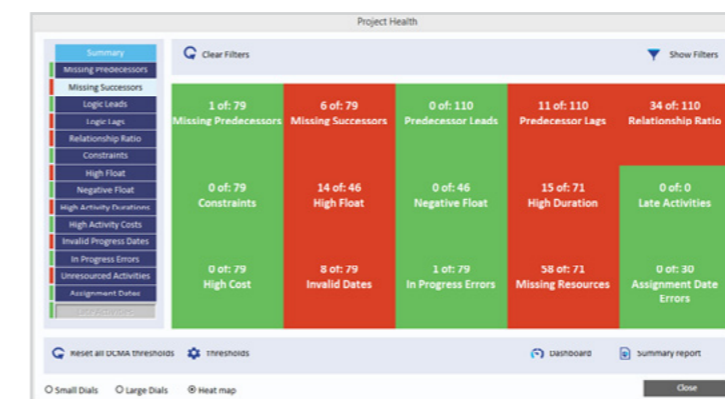 Project Health
Summary
Missing Predecessors
Missing Successors
Logic Leads
Logic Lags
Relationship Ratio
Constraints
High Float
Negative Float
High Activity Durations
High Activity Costs
Invalid Progress Dates
In Progress Errors
Unresourced Activities
Assignment Dates
Late Activities
Clear Filters
Show Filters
1 of: 79
Missing Predecessors
6 of: 79
Missing Successors
0 of: 110
Predecessor Leads
11 of: 110
Predecessor Lags
34 of: 110
Relationship Ratio
0 of: 79
Constraints
14 of: 46
High Float
0 of: 46
Negative Float
15 of: 71
High Duration
0 of: 0
Late Activities
0 of: 79
High Cost
8 of: 79
Invalid Dates
1 of: 79
In Progress Errors
58 of: 71
Missing Resources
0 of: 30
Assignment Date
Errors
Reset all DCMA thresholds
Thresholds
Dashboard
Summary report
Small Dials
Large Dials
Heat map
Close